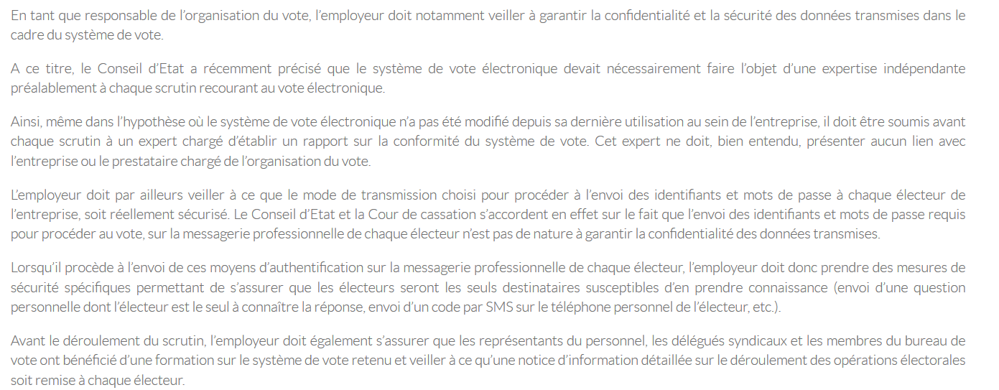 En tant que responsable de l’organisation du vote, l’employeur doit notamment veiller à garantir la confidentialité et la sécurité des données transmises dans le
cadre du système de vote.
A ce titre, le Conseil d’Etat a récemment précisé que le système de vote électronique devait nécessairement faire l’objet d’une expertise indépendante
préalablement à chaque scrutin recourant au vote électronique.
Ainsi, même dans l’hypothèse où le système de vote électronique n’a pas été modifié depuis sa dernière utilisation au sein de l’entreprise, il doit être soumis avant
chaque scrutin à un expert chargé d’établir un rapport sur la conformité du système de vote. Cet expert ne doit, bien entendu, présenter aucun lien avec
l’entreprise ou le prestataire chargé de l’organisation du vote.
L’employeur doit par ailleurs veiller à ce que le mode de transmission choisi pour procéder à l’envoi des identifiants et mots de passe à chaque électeur de
l’entreprise, soit réellement sécurisé. Le Conseil d’Etat et la Cour de cassation s’accordent en effet sur le fait que l’envoi des identifiants et mots de passe requis
pour procéder au vote, sur la messagerie professionnelle de chaque électeur n’est pas de nature à garantir la confidentialité des données transmises.
Lorsqu’il procède à l’envoi de ces moyens d’authentification sur la messagerie professionnelle de chaque électeur, l’employeur doit donc prendre des mesures de
sécurité spécifiques permettant de s’assurer que les électeurs seront les seuls destinataires susceptibles d’en prendre connaissance (envoi d’une question
personnelle dont l’électeur est le seul à connaître la réponse, envoi d’un code par SMS sur le téléphone personnel de l’électeur, etc.).
Avant le déroulement du scrutin, l’employeur doit également s’assurer que les représentants du personnel, les délégués syndicaux et les membres du bureau de
vote ont bénéficié d’une formation sur le système de vote retenu et veiller à ce qu’une notice d’information détaillée sur le déroulement des opérations électorales
soit remise à chaque électeur.